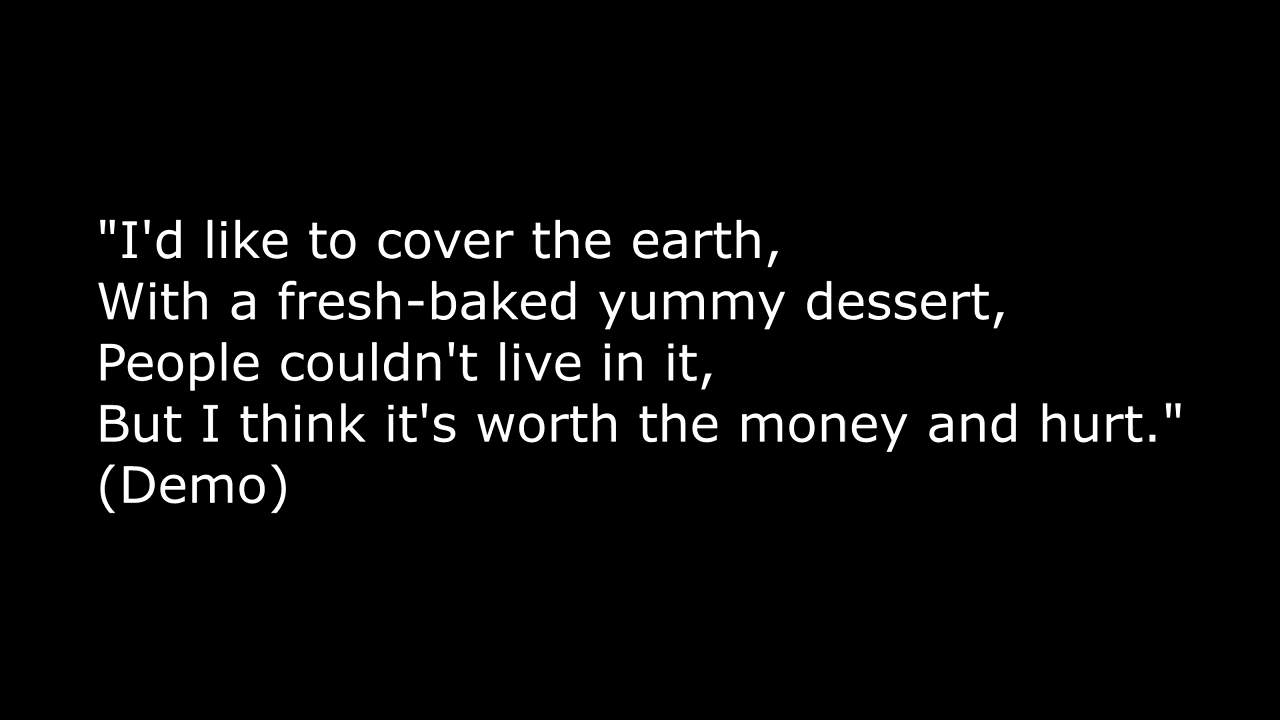 "I'd like to cover the earth,
With a fresh-baked yummy dessert,
People couldn't live in it,
But I think it's worth the money and hurt."
(Demo)